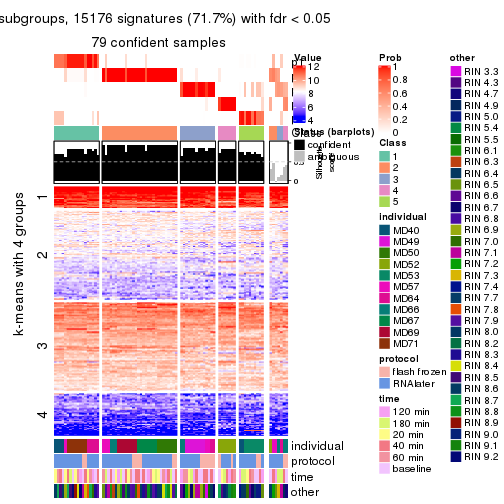 subgroups, 15176 signatures (71.7%) with fdr < 0.05
79 confident samples
k-means with 4 groups
1
2
3
4
individual
protocol
time
other
Value
12
10
8
6
4
Status (barplots)
confident
ambiguous
Silhouette
score
Prob
1
0.8
0.6
0.4
0.2
0
Class
1
2
3
4
5
individual
MD40
MD49
MD50
MD52
MD53
MD57
MD64
MD66
MD67
MD69
MD71
protocol
flash frozen
RNAlater
time
120 min
180 min
20 min
40 min
60 min
baseline
other
RIN 3.3
RIN 4.3
RIN 4.7
RIN 4.9
RIN 5.0
RIN 5.4
RIN 5.5
RIN 6.1
RIN 6.3
RIN 6.4
RIN 6.5
RIN 6.6
RIN 6.7
RIN 6.8
RIN 6.9
RIN 7.0
RIN 7.1
RIN 7.2
RIN 7.3
RIN 7.4
RIN 7.7
RIN 7.8
RIN 7.9
RIN 8.0
RIN 8.2
RIN 8.3
RIN 8.4
RIN 8.5
RIN 8.6
RIN 8.7
RIN 8.8
RIN 8.9
RIN 9.0
RIN 9.1
RIN 9.2